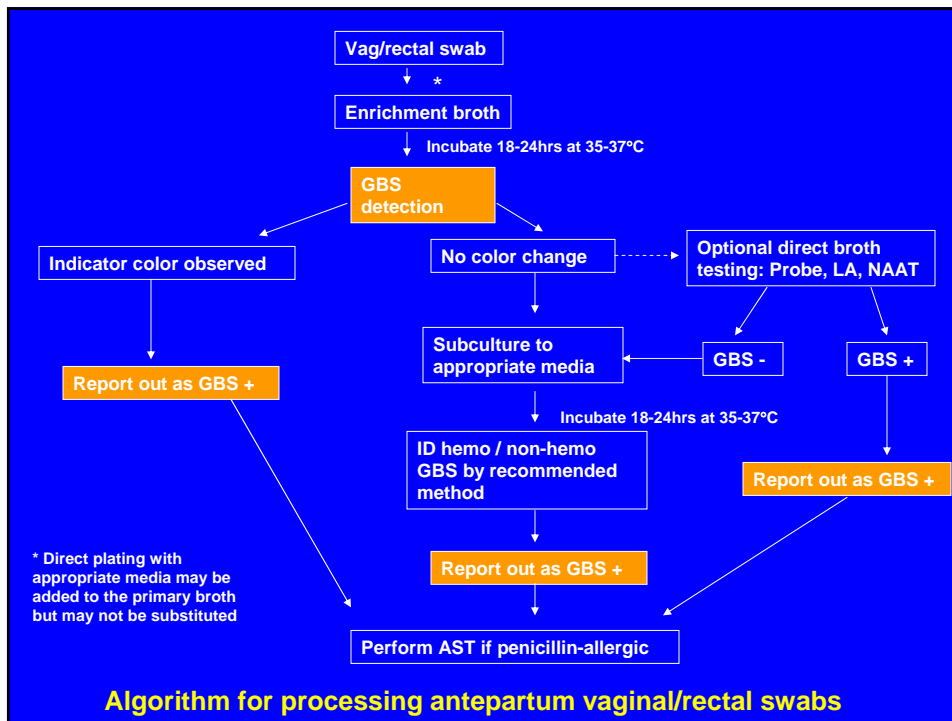 Vag/rectal swab
*
Enrichment broth
Incubate 18-24hrs at 35-37ºC
GBS
detection
Indicator color observed
No color change
Optional direct broth
testing: Probe, LA, NAAT
Subculture to
appropriate media
GBS -
GBS +
Report out as GBS +
Incubate 18-24hrs at 35-37ºC
ID hemo / non-hemo
GBS by recommended
method
Report out as GBS +
Report out as GBS +
* Direct plating with
appropriate media may be
added to the primary broth
but may not be substituted
Perform AST if penicillin-allergic
Algorithm for processing antepartum vaginal/rectal swabs